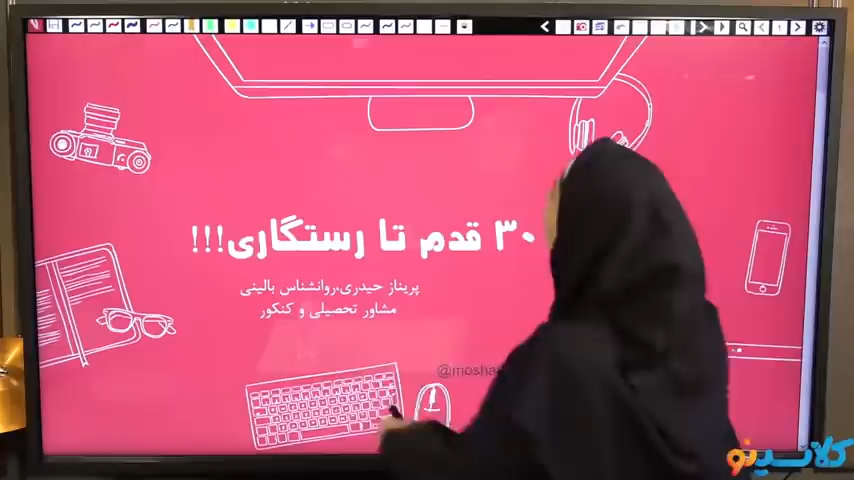 ۳۰ قدم تا رستگاری!!!
پریناز حیدری،روانشناس بالینی
مشاور تحصیلی و کنکور
کلاسینو